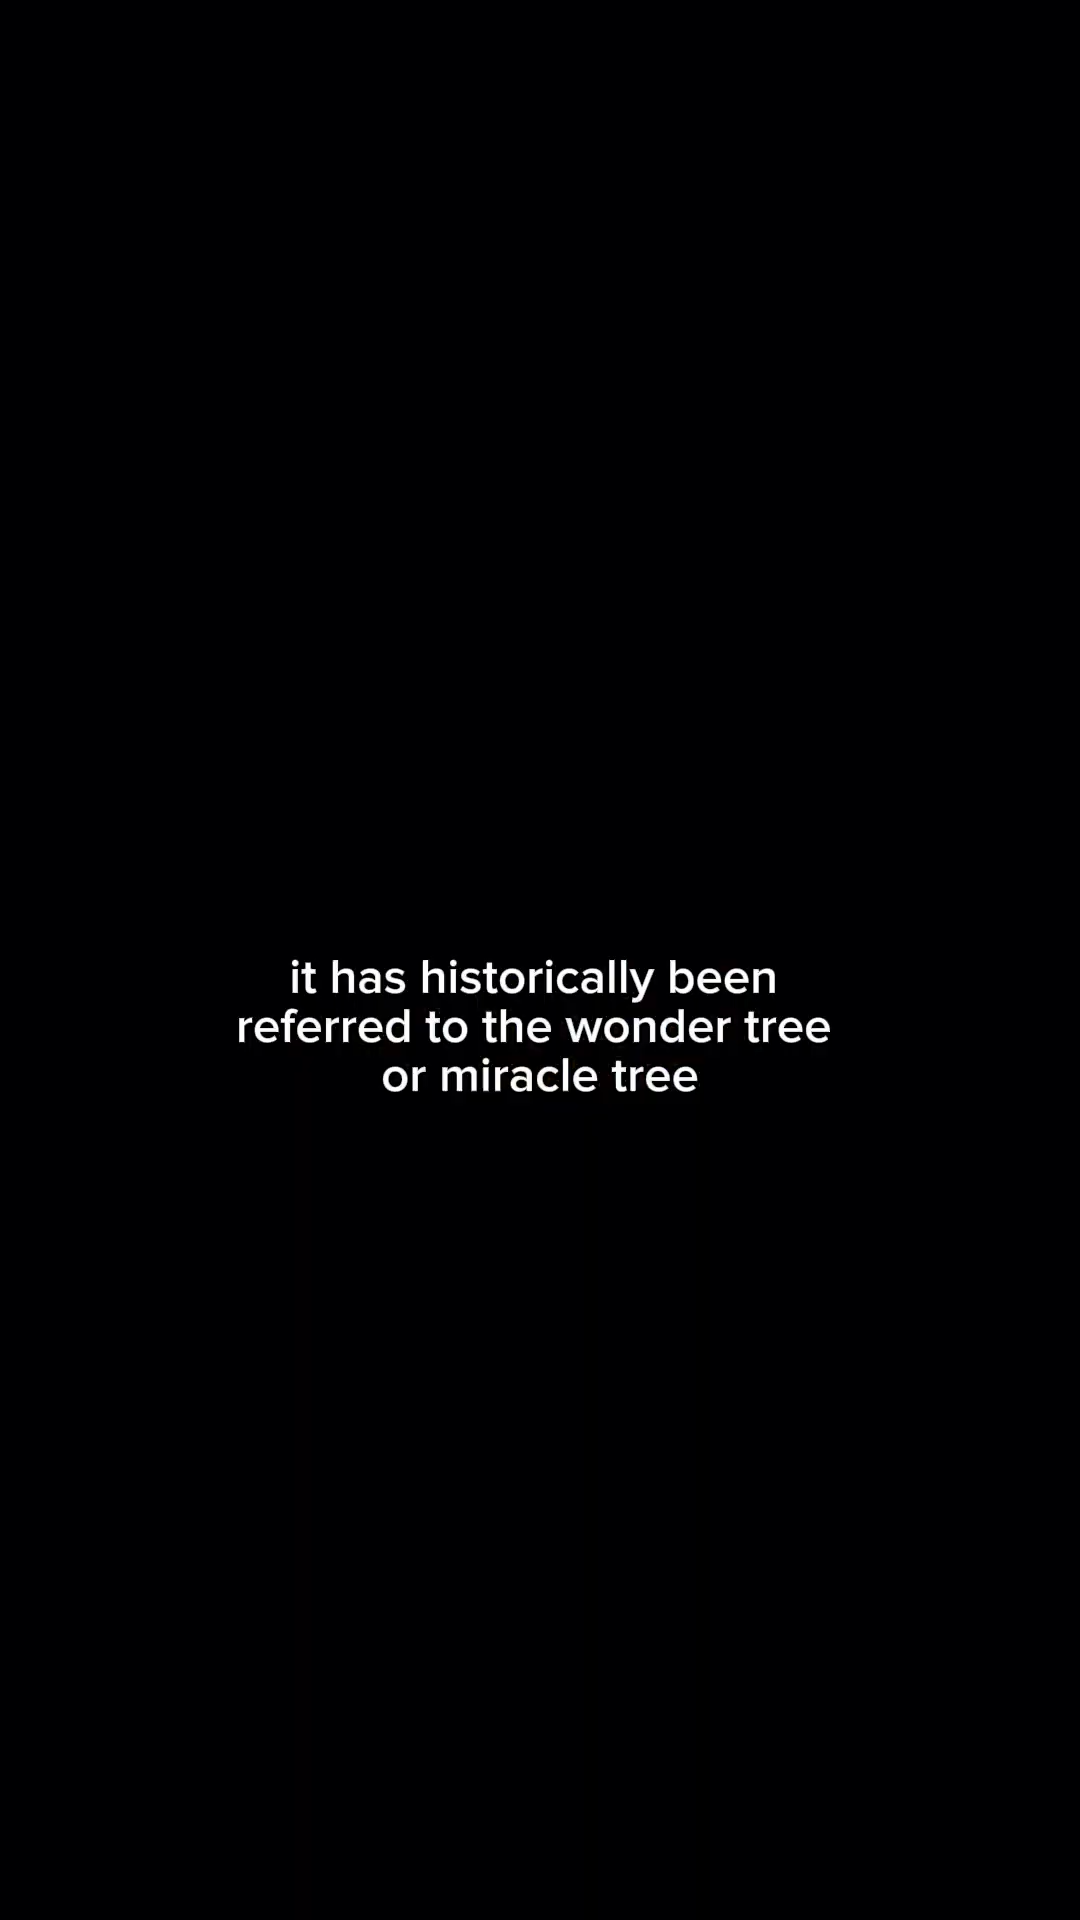 it has historically been
referred to the wonder tree
or miracle tree